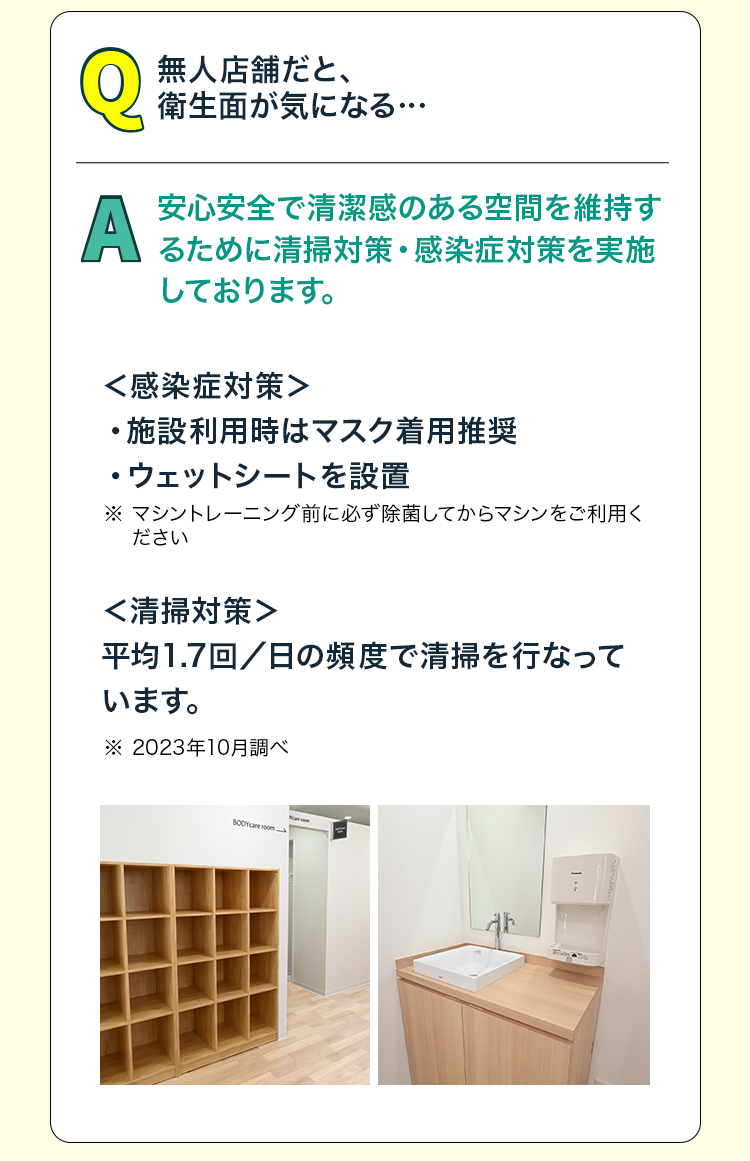 Q
無人店舗だと、
衛生面が気になる…
A
安心安全で清潔感のある空間を維持す
るために清掃対策・感染症対策を実施
しております。
＜感染症対策＞
・施設利用時はマスク着用推奨
・ウェットシートを設置
※ マシントレーニング前に必ず除菌してからマシンをご利用く
ださい
＜清掃対策＞
平均1.7回／日の頻度で清掃を行なって
います。
※ 2023年10月調べ
BODY care room
care room